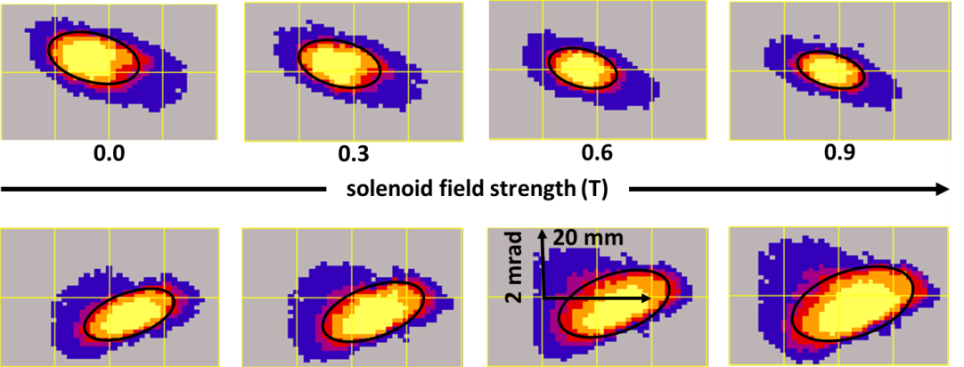 0.0 0.3 0.6 0.9
solenoid field strength (T)
20 mm
2 mrad